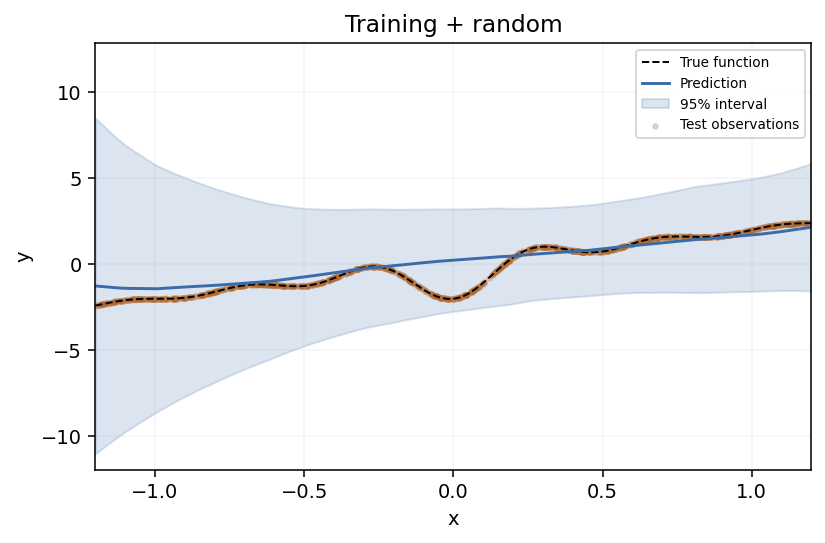 Training + random
True function
Prediction
95% interval
Test observations
10
5
0
−5
−10
y
−1.0 −0.5 0.0 0.5 1.0
x